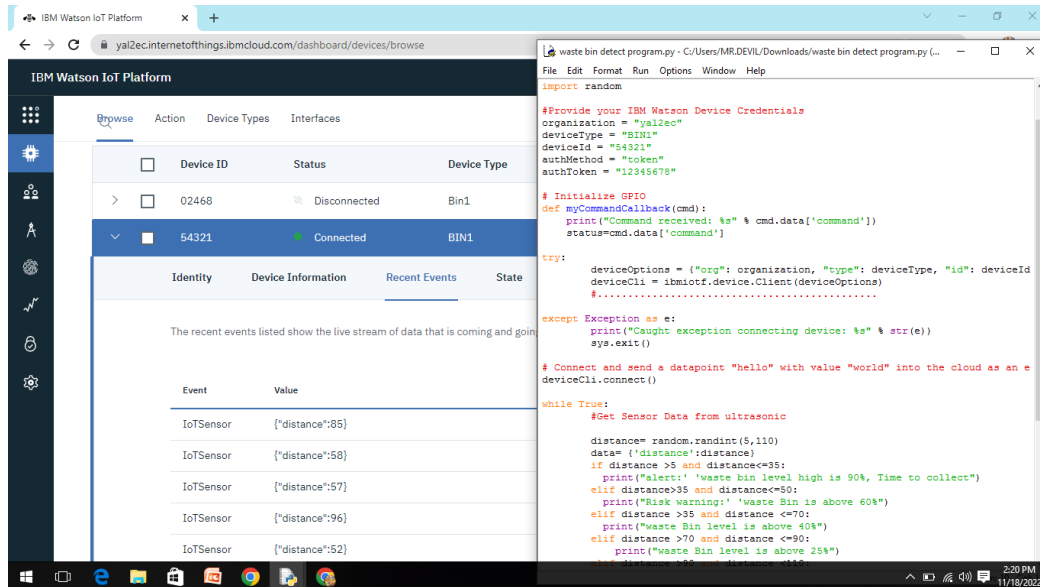 IBM Watson IoT Platform
yal2ec.internetofthings.ibmcloud.com/dashboard/devices/browse
IBM Watson IoT Platform
Browse Action Device Types Interfaces
Device ID Status Device Type
02468 Disconnected Bin1
54321 Connected BIN1
Identity Device Information Recent Events State
The recent events listed show the live stream of data that is coming and going
Event Value
IoTSensor {"distance":85}
IoTSensor {"distance":58}
IoTSensor {"distance":57}
IoTSensor {"distance":96}
IoTSensor {"distance":52}
waste bin detect program.py - C:/Users/MR.DEVIL/Downloads/waste bin detect program.py (...
File Edit Format Run Options Window Help
import random
#Provide your IBM Watson Device Credentials
organization = "yal2ec"
deviceType = "BIN1"
deviceId = "54321"
authMethod = "token"
authToken = "12345678"
# Initialize GPIO
def myCommandCallback(cmd):
print("Command received: %s" % cmd.data['command'])
status=cmd.data['command']
try:
deviceOptions = {"org": organization, "type": deviceType, "id": deviceId
deviceCli = ibmiotf.device.Client(deviceOptions)
#..............................................
except Exception as e:
print("Caught exception connecting device: %s" % str(e))
sys.exit()
# Connect and send a datapoint "hello" with value "world" into the cloud as an e
deviceCli.connect()
while True:
#Get Sensor Data from ultrasonic
distance= random.randint(5,110)
data= {'distance':distance}
if distance >5 and distance<=35:
print("alert:' 'waste bin level high is 90%, Time to collect")
elif distance>35 and distance<=50:
print("Risk warning:' 'waste Bin is above 60%")
elif distance >35 and distance <=70:
print("waste Bin level is above 40%")
elif distance >70 and distance <=90:
print("waste Bin level is above 25%")
elif distance >90 and distance <110:
2:20 PM
11/18/2022